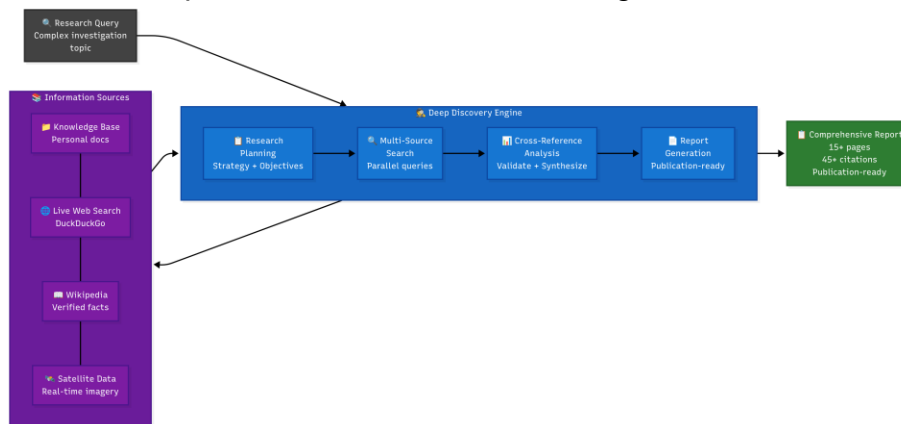 Research Query
Complex investigation
topic
Information Sources
Knowledge Base
Personal docs
Live Web Search
DuckDuckGo
Wikipedia
Verified facts
Satellite Data
Real-time imagery
Deep Discovery Engine
Research
Planning
Strategy + Objectives
Multi-Source
Search
Parallel queries
Cross-Reference
Analysis
Validate + Synthesize
Report
Generation
Publication-ready
Comprehensive Report
15+ pages
45+ citations
Publication-ready